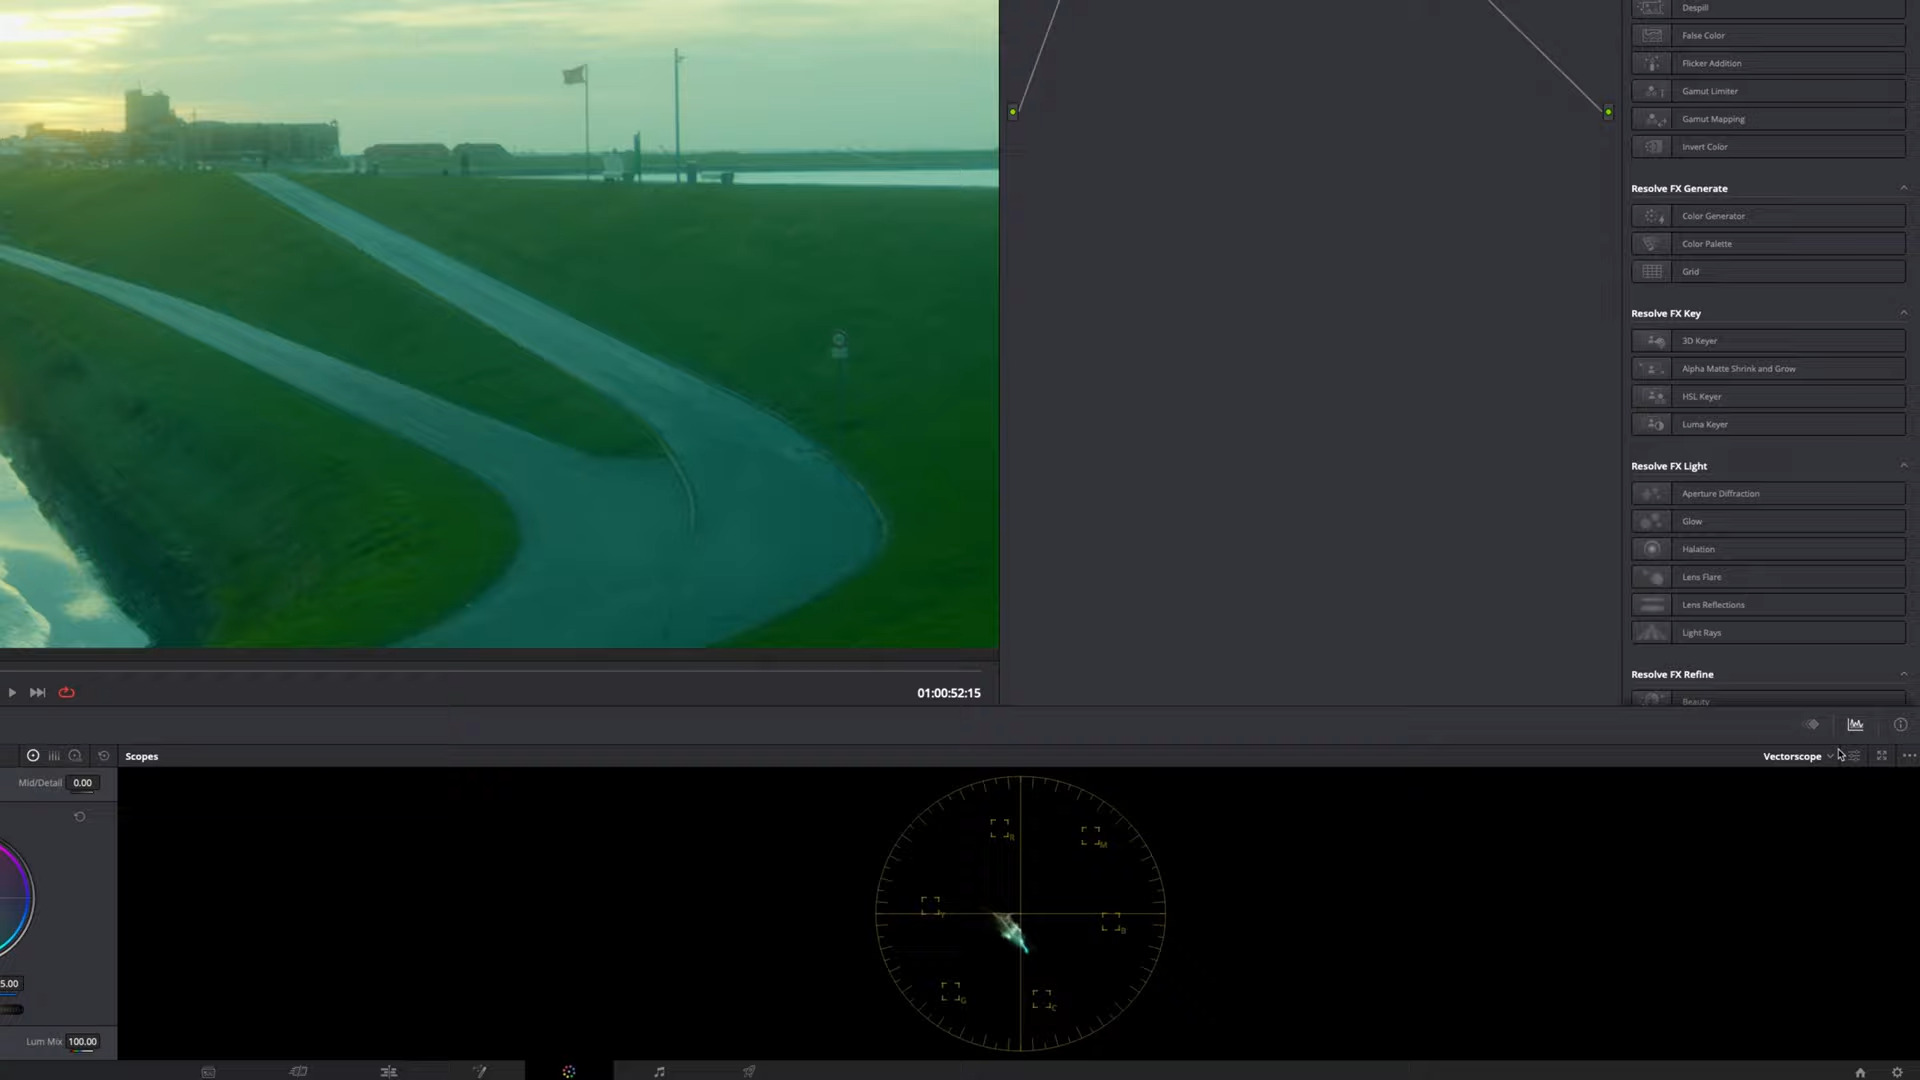 Despill
False Color
Flicker Addition
Gamut Limiter
Gamut Mapping
Invert Color
Resolve FX Generate
Color Generator
Color Palette
Grid
Resolve FX Key
3D Keyer
Alpha Matte Shrink and Grow
HSL Keyer
Luma Keyer
Resolve FX Light
Aperture Diffraction
Glow
Halation
Lens Flare
Lens Reflections
Light Rays
Resolve FX Refine
Beauty
01:00:52:15
Scopes
Vectorscope
Mid/Detail 0.00
R
M
Y
B
G
C
5.00
Lum Mix 100.00